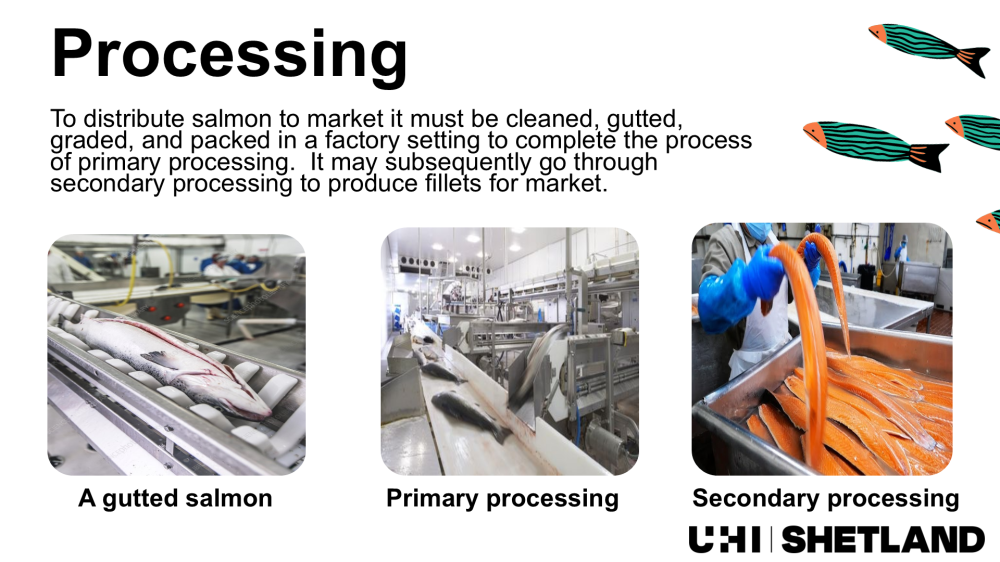 Processing
To distribute salmon to market it must be cleaned, gutted,
graded, and packed in a factory setting to complete the process
of primary processing.  It may subsequently go through
secondary processing to produce fillets for market.
A gutted salmon
Primary processing
Secondary processing
UHI | SHETLAND